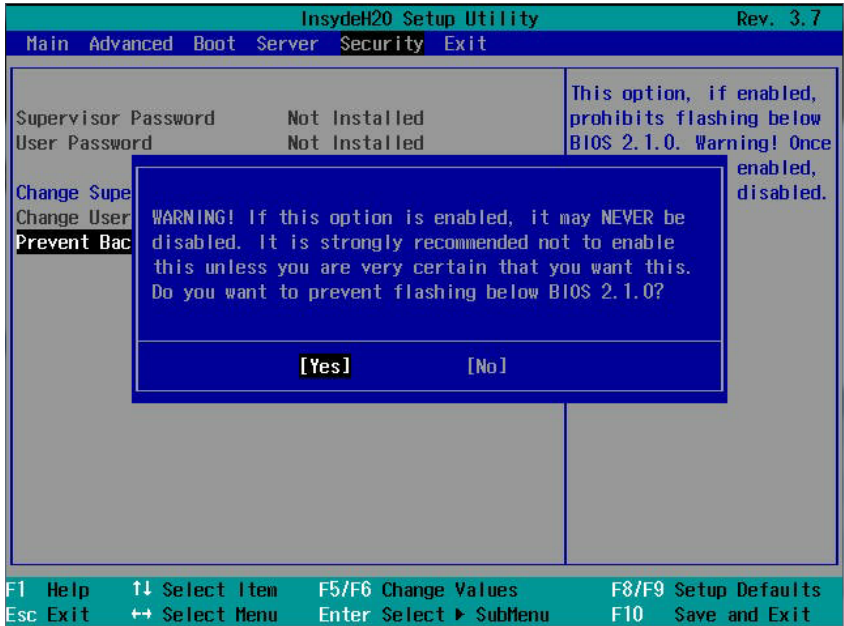 InsydeH20 Setup Utility Rev. 3.7
Main Advanced Boot Server Security Exit
Supervisor Password Not Installed
User Password Not Installed
Change Supe
Change User
Prevent Bac
This option, if enabled,
prohibits flashing below
BIOS 2.1.0. Warning! Once
enabled,
disabled.
WARNING! If this option is enabled, it may NEVER be
disabled. It is strongly recommended not to enable
this unless you are very certain that you want this.
Do you want to prevent flashing below BIOS 2.1.0?
[Yes] [No]
F1 Help ↑↓ Select Item F5/F6 Change Values F8/F9 Setup Defaults
Esc Exit ↔ Select Menu Enter Select ▶ SubMenu F10 Save and Exit